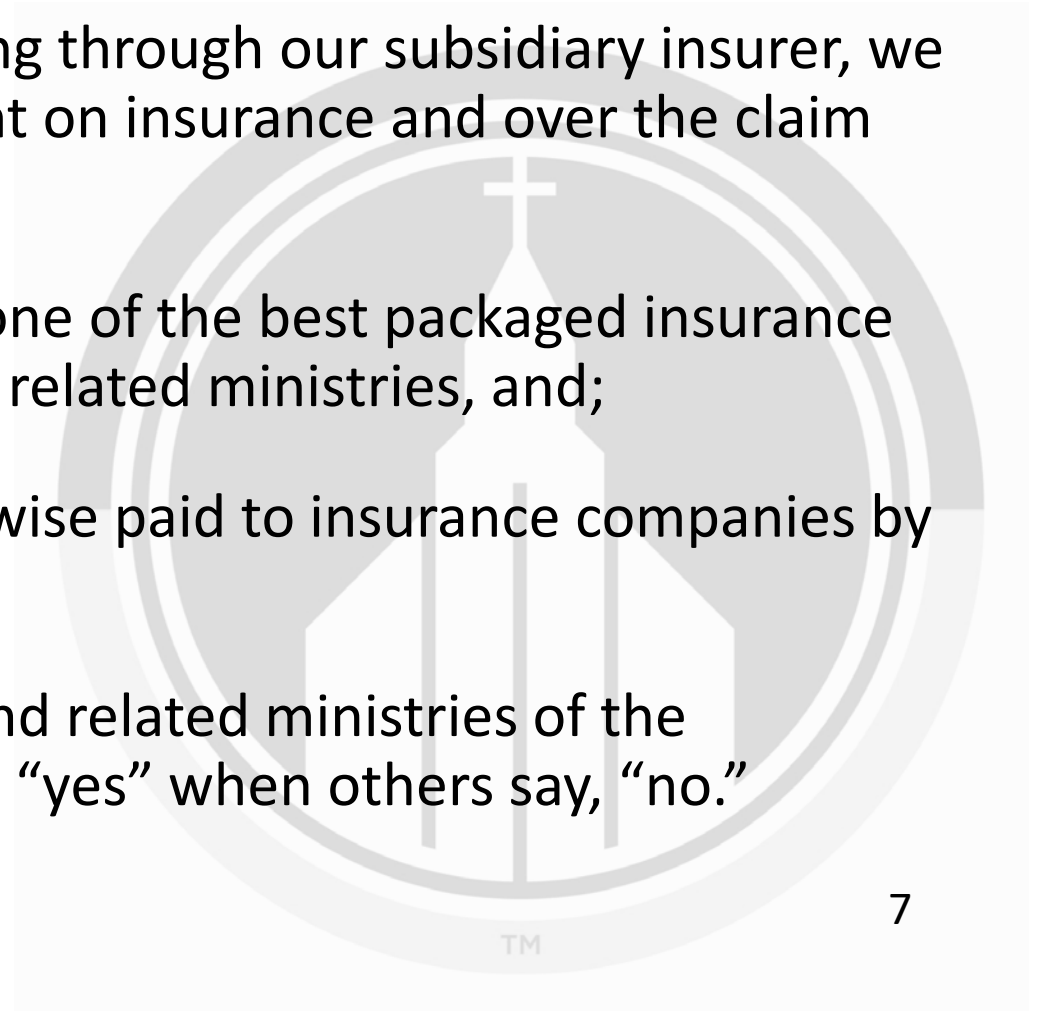 ng through our subsidiary insurer, we
nt on insurance and over the claim
one of the best packaged insurance
related ministries, and;
wise paid to insurance companies by
nd related ministries of the
“yes” when others say, “no.”
7
TM